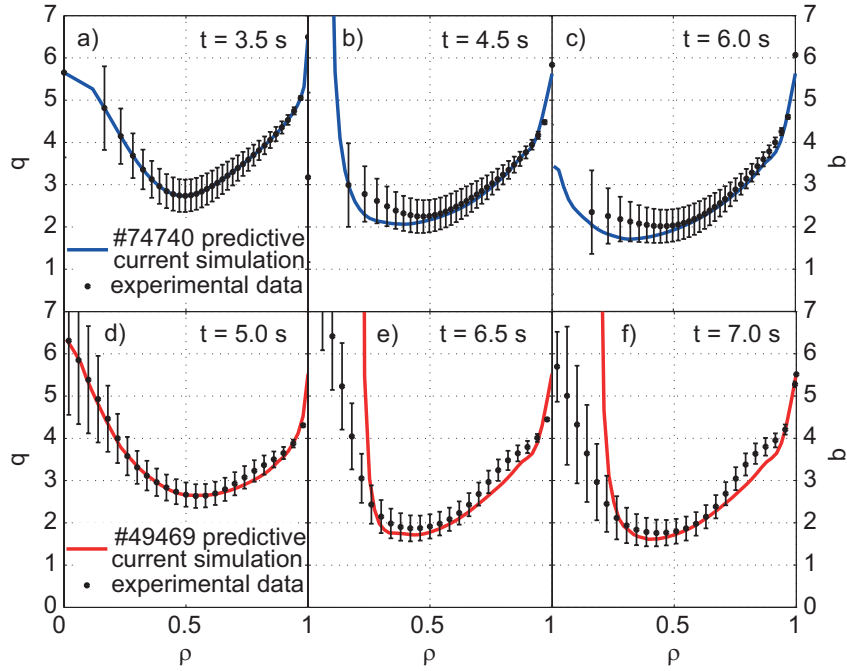 7
6
5
4
3
2
1
q
a)
t = 3.5 s
#74740 predictive
current simulation
experimental data
b)
t = 4.5 s
c)
t = 6.0 s
7
6
5
4
3
2
1
b
7
6
5
4
3
2
1
0
q
d)
t = 5.0 s
#49469 predictive
current simulation
experimental data
e)
t = 6.5 s
f)
t = 7.0 s
7
6
5
4
3
2
1
0
b
0 0.5 1 0.5 1 0.5 1
ρ ρ ρ